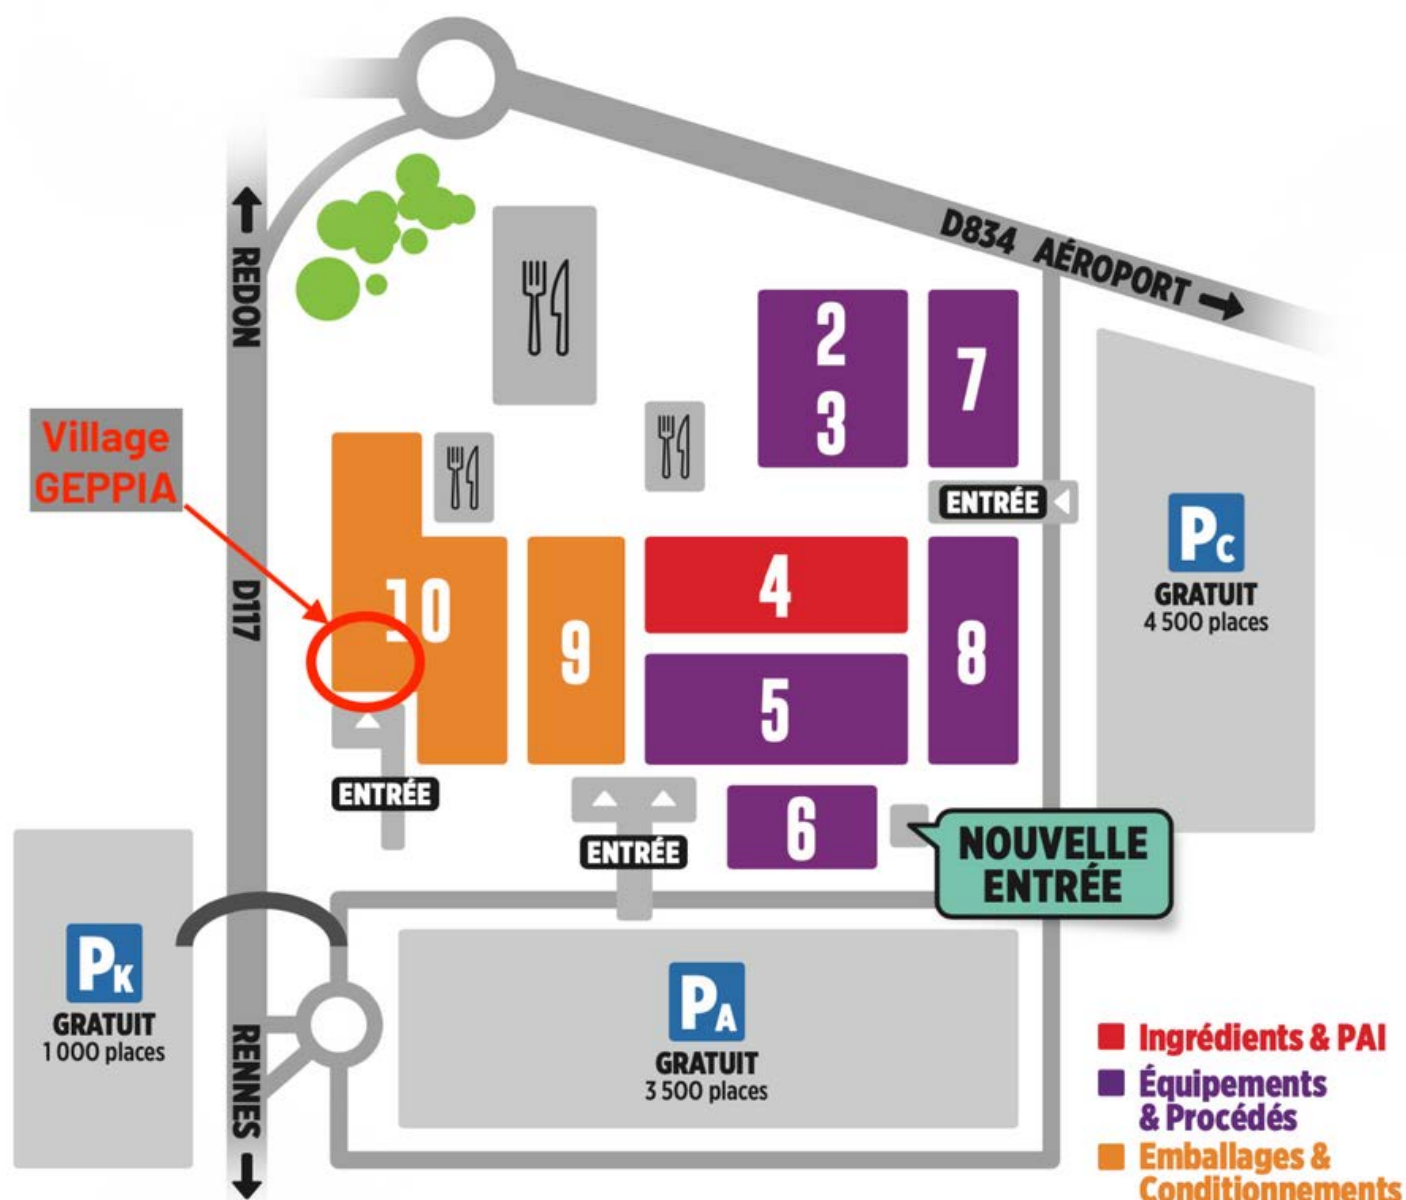 D834 AÉROPORT
REDON
2
3
7
Village
GEPPIA
ENTRÉE
PC
GRATUIT
4 500 places
D117
10
9
4
5
8
ENTRÉE
ENTRÉE
6
NOUVELLE
ENTRÉE
PK
GRATUIT
1 000 places
RENNES
PA
GRATUIT
3 500 places
Ingrédients & PAI
Équipements
& Procédés
Emballages &
Conditionnements